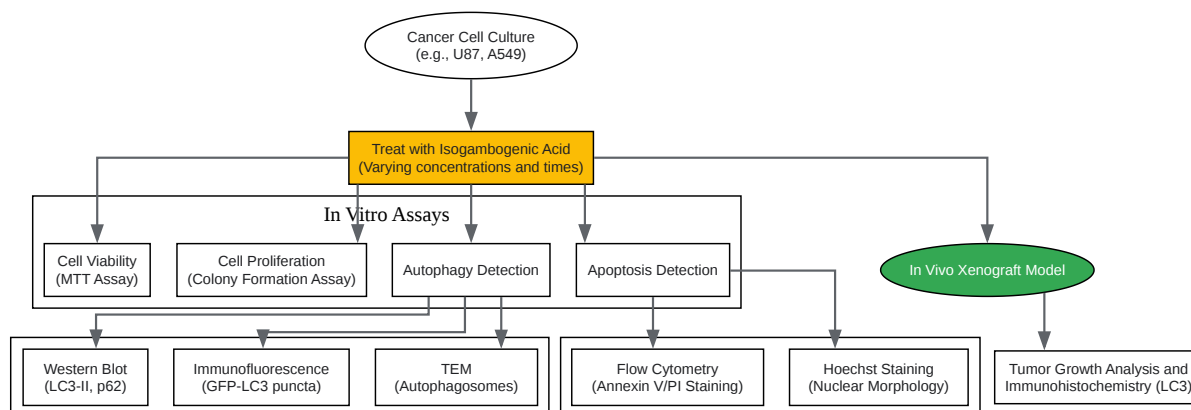 Cancer Cell Culture
(e.g., U87, A549)
Treat with Isogambogenic Acid
(Varying concentrations and times)
In Vitro Assays
Cell Viability
(MTT Assay)
Cell Proliferation
(Colony Formation Assay)
Autophagy Detection
Apoptosis Detection
In Vivo Xenograft Model
Western Blot
(LC3-II, p62)
Immunofluorescence
(GFP-LC3 puncta)
TEM
(Autophagosomes)
Flow Cytometry
(Annexin V/PI Staining)
Hoechst Staining
(Nuclear Morphology)
Tumor Growth Analysis and
Immunohistochemistry (LC3)